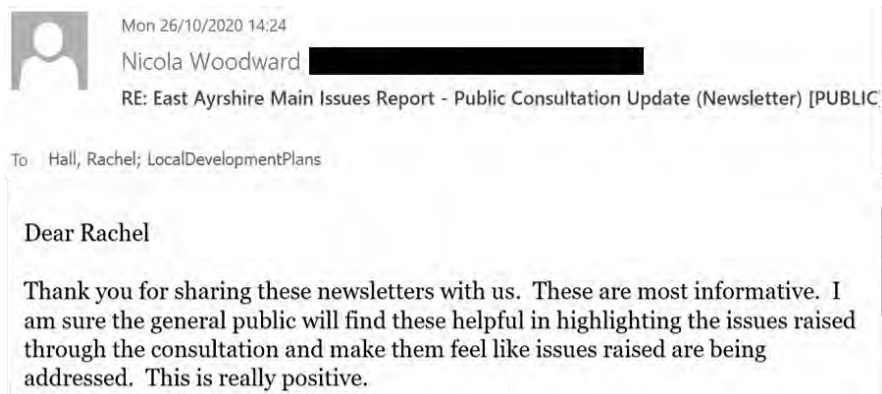 Mon 26/10/2020 14:24
Nicola Woodward
RE: East Ayrshire Main Issues Report - Public Consultation Update (Newsletter) [PUBLIC]
To Hall, Rachel; LocalDevelopmentPlans
Dear Rachel
Thank you for sharing these newsletters with us. These are most informative. I
am sure the general public will find these helpful in highlighting the issues raised
through the consultation and make them feel like issues raised are being
addressed. This is really positive.